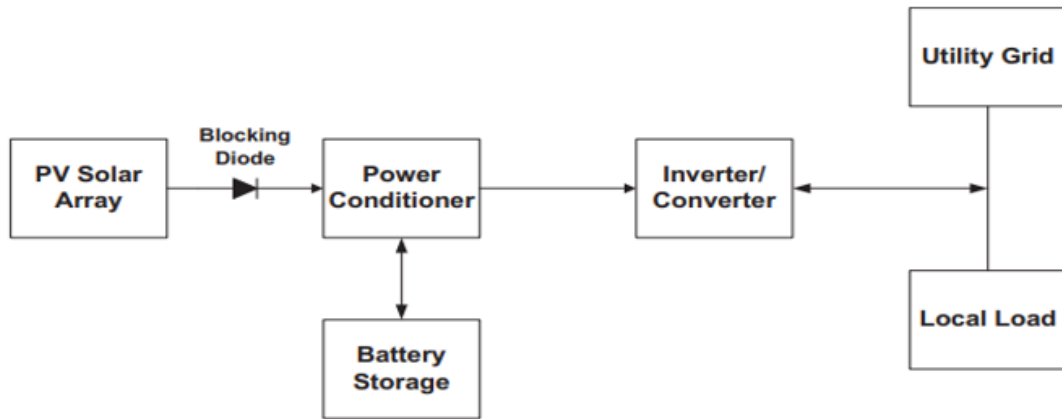 Utility Grid
Blocking
Diode
PV Solar
Array
Power
Conditioner
Inverter/
Converter
Battery
Storage
Local Load